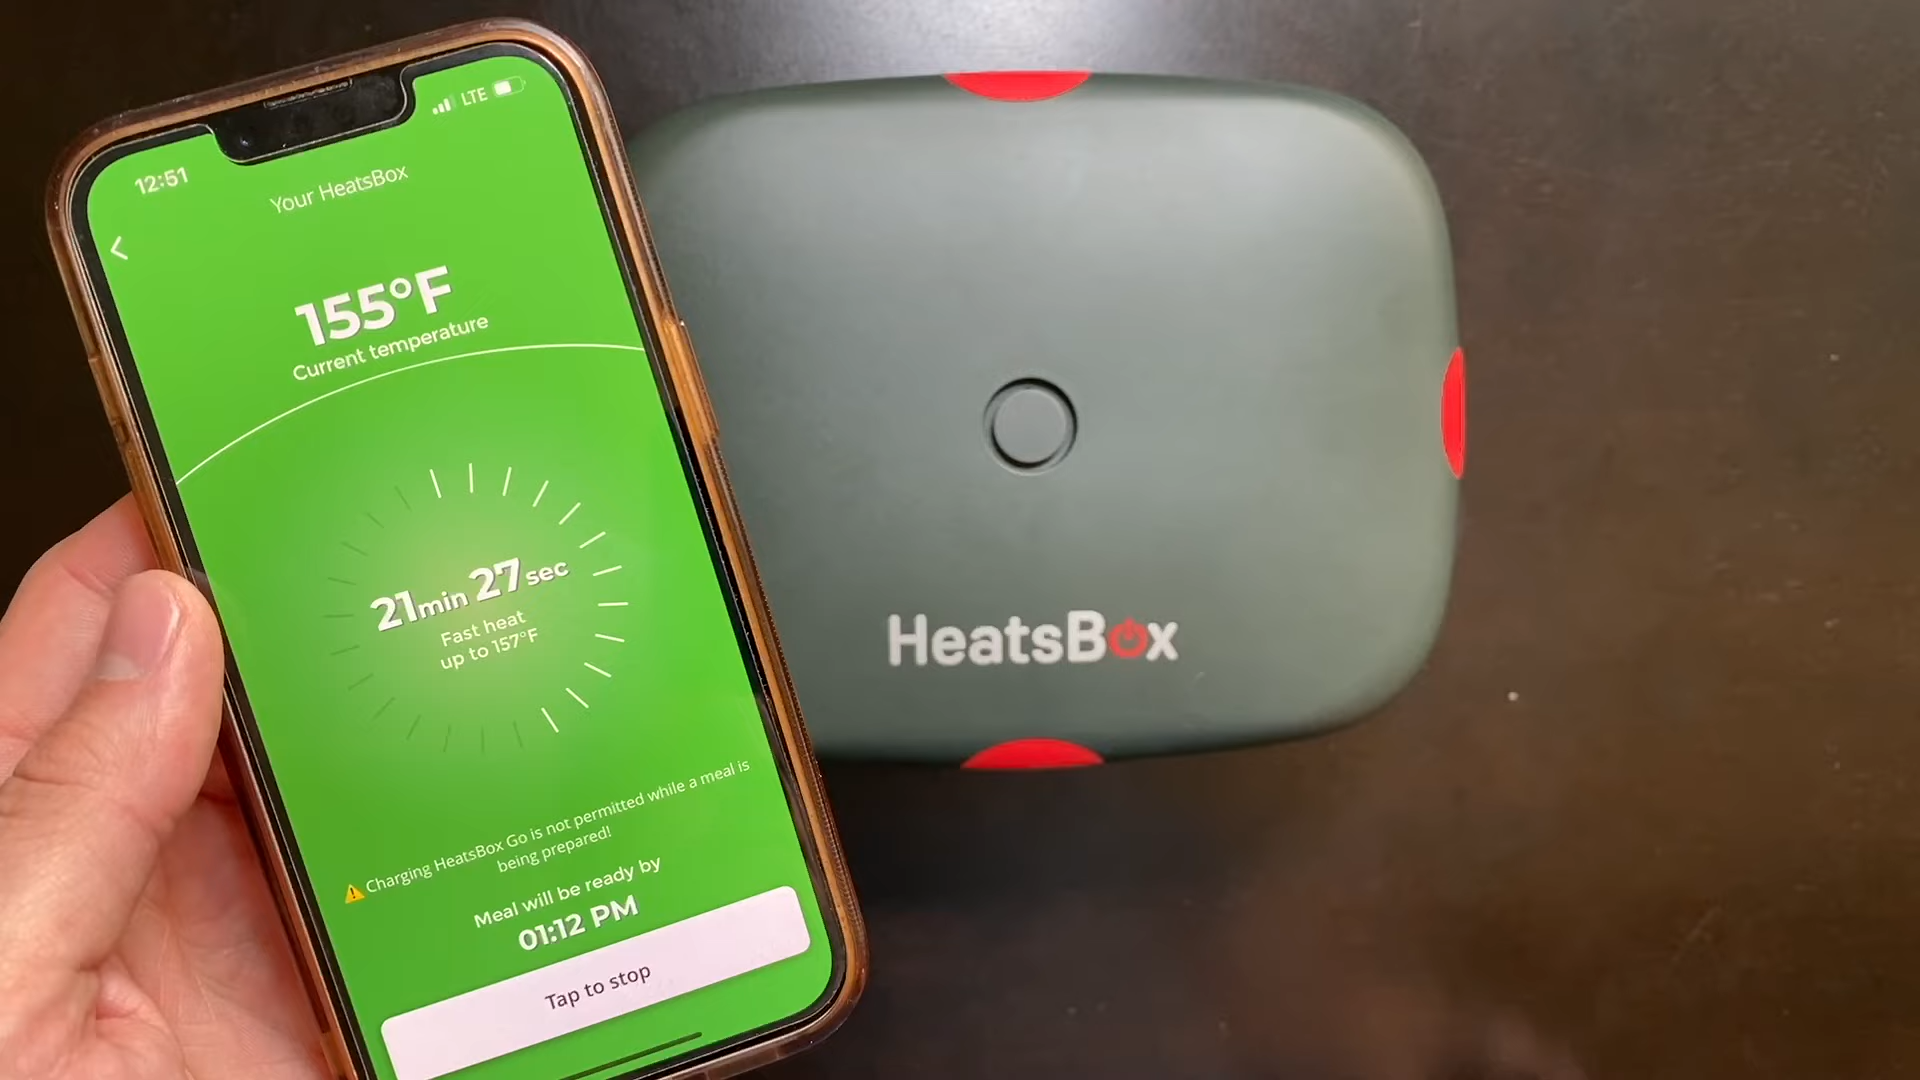 12:51
LTE
Your HeatsBox
155°F
Current temperature
21min 27sec
Fast heat
up to 157°F
⚠️ Charging HeatsBox Go is not permitted while a meal is
being prepared!
Meal will be ready by
01:12 PM
Tap to stop
HeatsBox